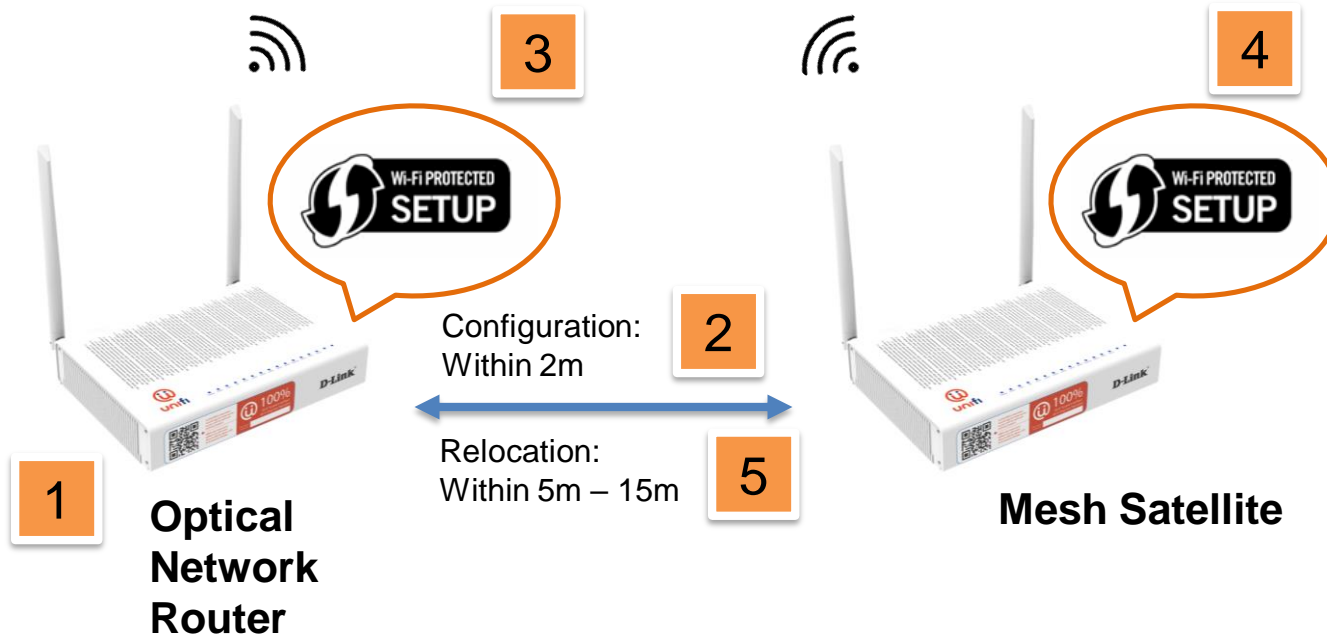 3
4
Wi-Fi PROTECTED
SETUP
Wi-Fi PROTECTED
SETUP
Configuration:
Within 2m
2
Relocation:
Within 5m – 15m
5
unifi
100%
D-Link
unifi
100%
D-Link
1
Optical
Network
Router
Mesh Satellite